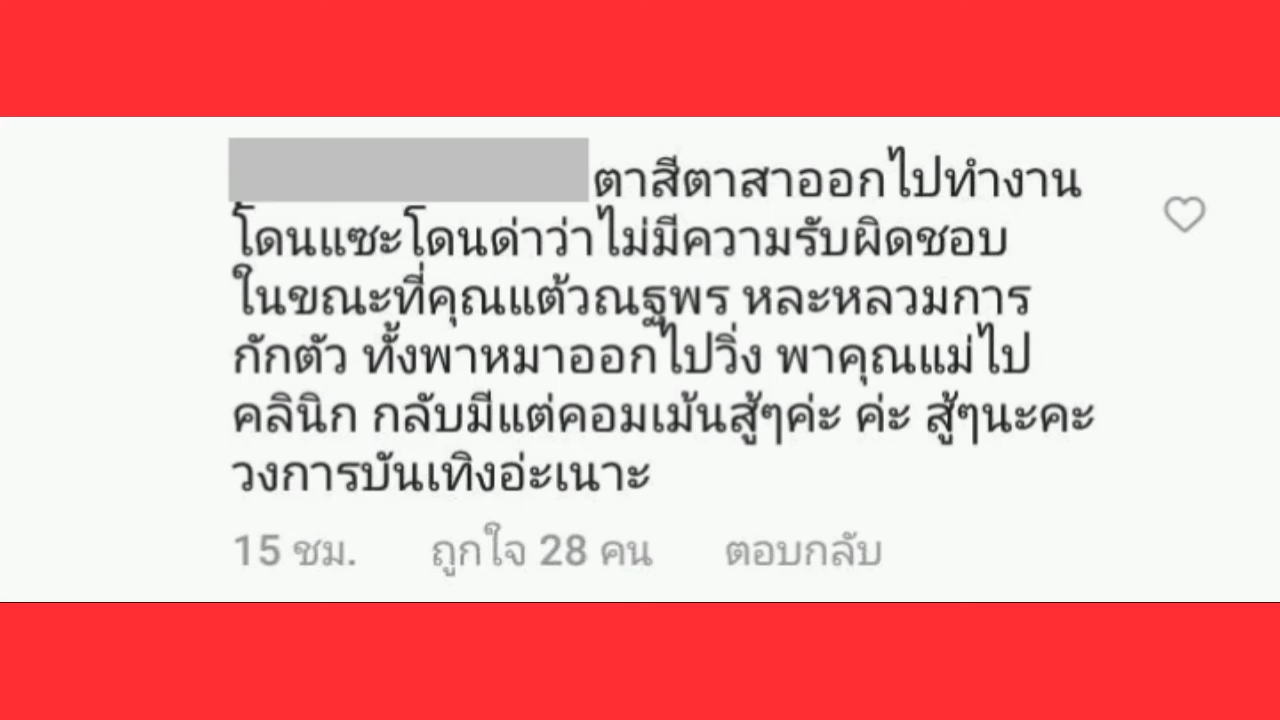 ตาสีตาสาออกไปทำงาน
โดนแซะโดนด่าว่าไม่มีความรับผิดชอบ
ในขณะที่คุณแต้วณฐพร หละหลวมการ
กักตัว ทั้งพาหมาออกไปวิ่ง พาคุณแม่ไป
คลินิก กลับมีแต่คอมเม้นสู้ๆค่ะ ค่ะ สู้ๆนะคะ
วงการบันเทิงอ่ะเนาะ
15 ชม. ถูกใจ 28 คน ตอบกลับ